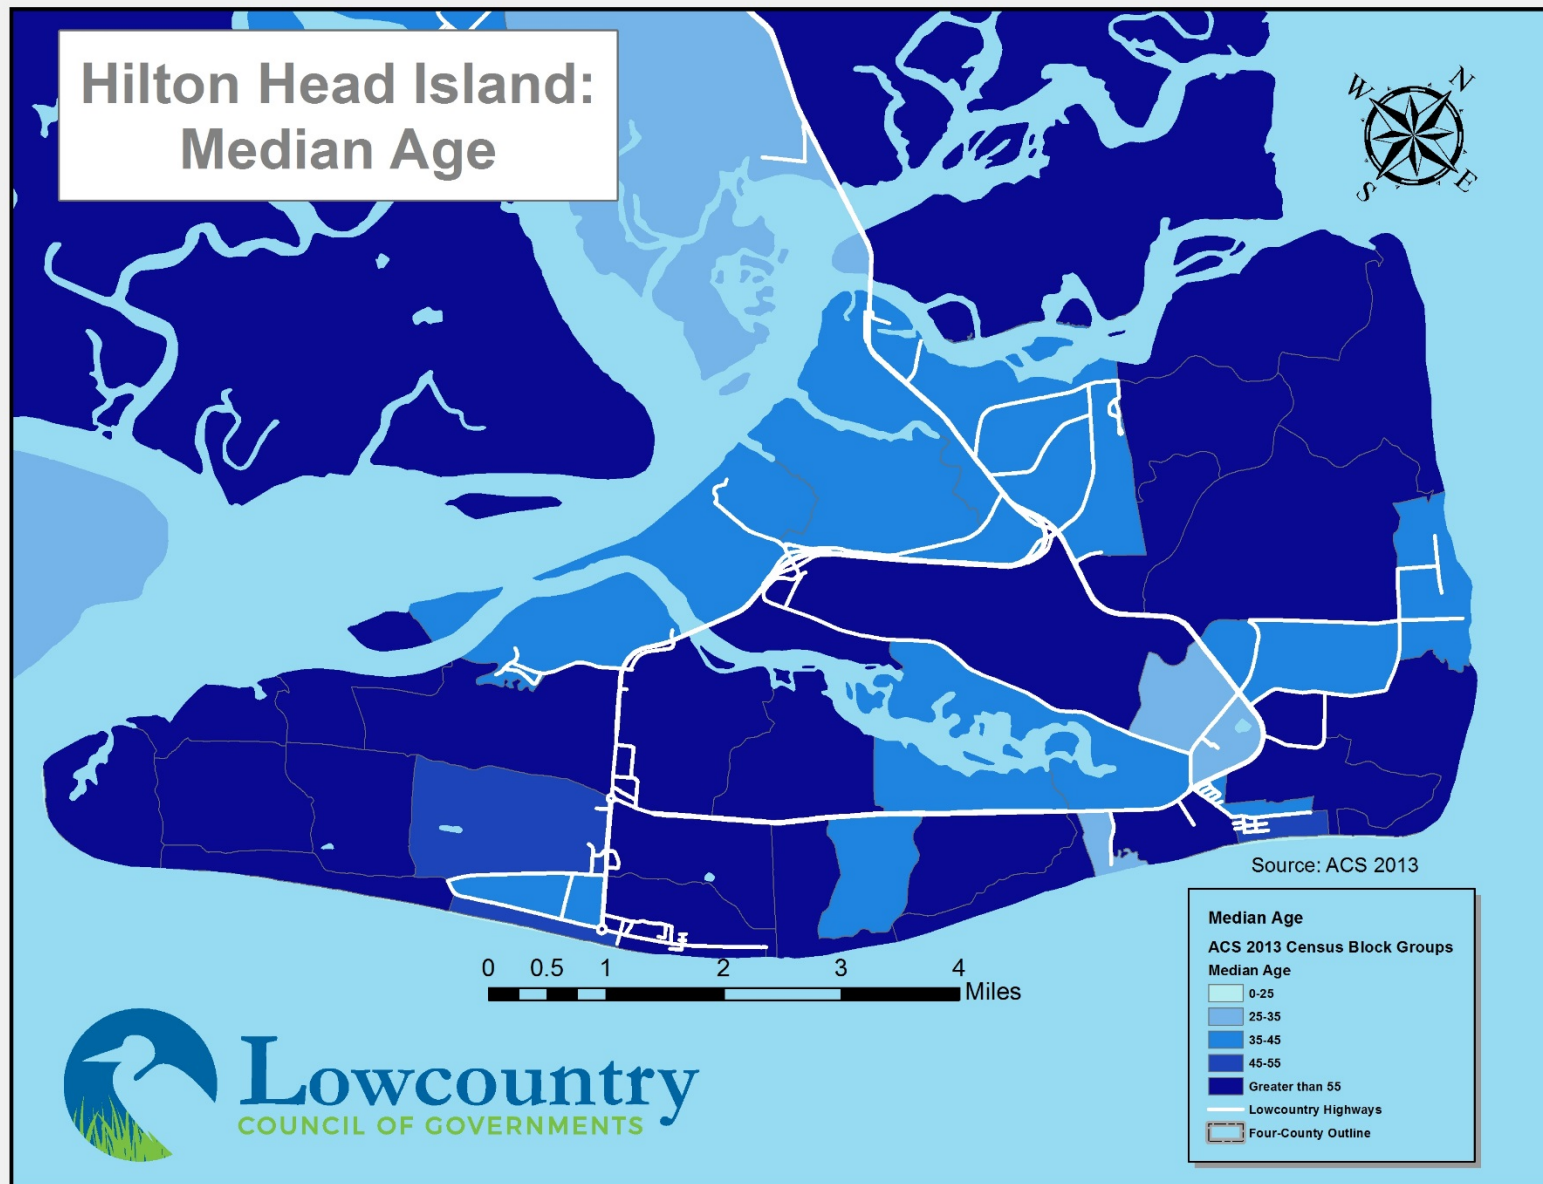 Hilton Head Island:
Median Age
W N
S E
Source: ACS 2013
Median Age
ACS 2013 Census Block Groups
Median Age
0-25
25-35
35-45
45-55
Greater than 55
Lowcountry Highways
Four-County Outline
0 0.5 1 2 3 4
Miles
Lowcountry
COUNCIL OF GOVERNMENTS